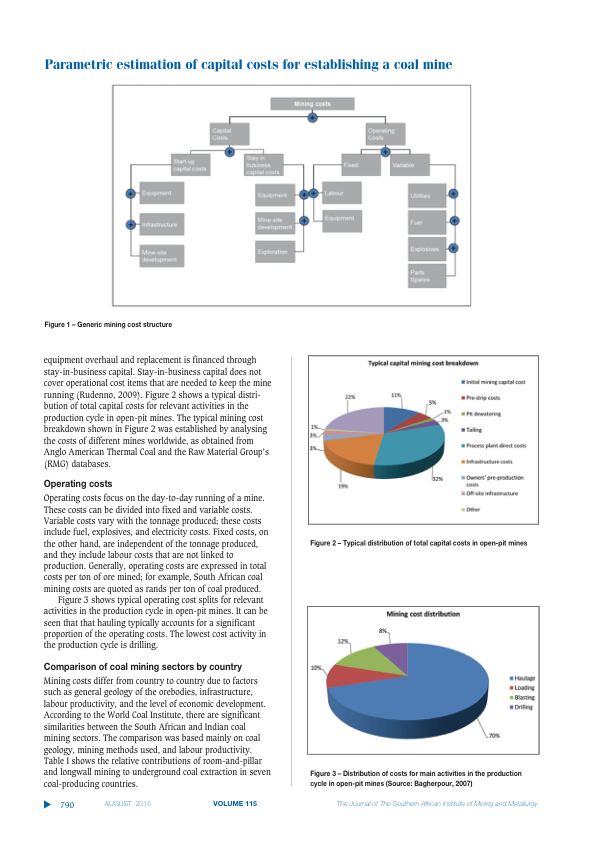 Parametric estimation of capital costs for establishing a coal mine
Mining costs
Capital
Costs
Operating
Costs
Start-up
capital costs
Stay in
business
capital costs
Fixed
Variable
Equipment
Infrastructure
Mine-site
development
Equipment
Mine-site
development
Exploration
Labour
Equipment
Utilities
Fuel
Explosives
Parts
Spares
Figure 1 – Generic mining cost structure
equipment overhaul and replacement is financed through
stay-in-business capital. Stay-in-business capital does not
cover operational cost items that are needed to keep the mine
running (Rudenno, 2009). Figure 2 shows a typical distri-
bution of total capital costs for relevant activities in the
production cycle in open-pit mines. The typical mining cost
breakdown shown in Figure 2 was established by analysing
the costs of different mines worldwide, as obtained from
Anglo American Thermal Coal and the Raw Material Group's
(RMG) databases.
Operating costs
Operating costs focus on the day-to-day running of a mine.
These costs can be divided into fixed and variable costs.
Variable costs vary with the tonnage produced; these costs
include fuel, explosives, and electricity costs. Fixed costs, on
the other hand, are independent of the tonnage produced,
and they include labour costs that are not linked to
production. Generally, operating costs are expressed in total
costs per ton of ore mined; for example, South African coal
mining costs are quoted as rands per ton of coal produced.
Figure 3 shows typical operating cost splits for relevant
activities in the production cycle in open-pit mines. It can be
seen that that hauling typically accounts for a significant
proportion of the operating costs. The lowest cost activity in
the production cycle is drilling.
Comparison of coal mining sectors by country
Mining costs differ from country to country due to factors
such as general geology of the orebodies, infrastructure,
labour productivity, and the level of economic development.
According to the World Coal Institute, there are significant
similarities between the South African and Indian coal
mining sectors. The comparison was based mainly on coal
geology, mining methods used, and labour productivity.
Table I shows the relative contributions of room-and-pillar
and longwall mining to underground coal extraction in seven
coal-producing countries.
Typical capital mining cost breakdown
11%
5%
1%
3%
32%
19%
3%
3%
1%
22%
Initial mining capital cost
Pre-strip costs
Pit dewatering
Tailing
Process plant direct costs
Infrastructure costs
Owners' pre-production
costs
Off-site infrastructure
Other
Figure 2 – Typical distribution of total capital costs in open-pit mines
Mining cost distribution
8%
12%
10%
70%
Haulage
Loading
Blasting
Drilling
Figure 3 – Distribution of costs for main activities in the production
cycle in open-pit mines (Source: Bagherpour, 2007)
790 AUGUST 2015 VOLUME 115 The Journal of The Southern African Institute of Mining and Metallurgy